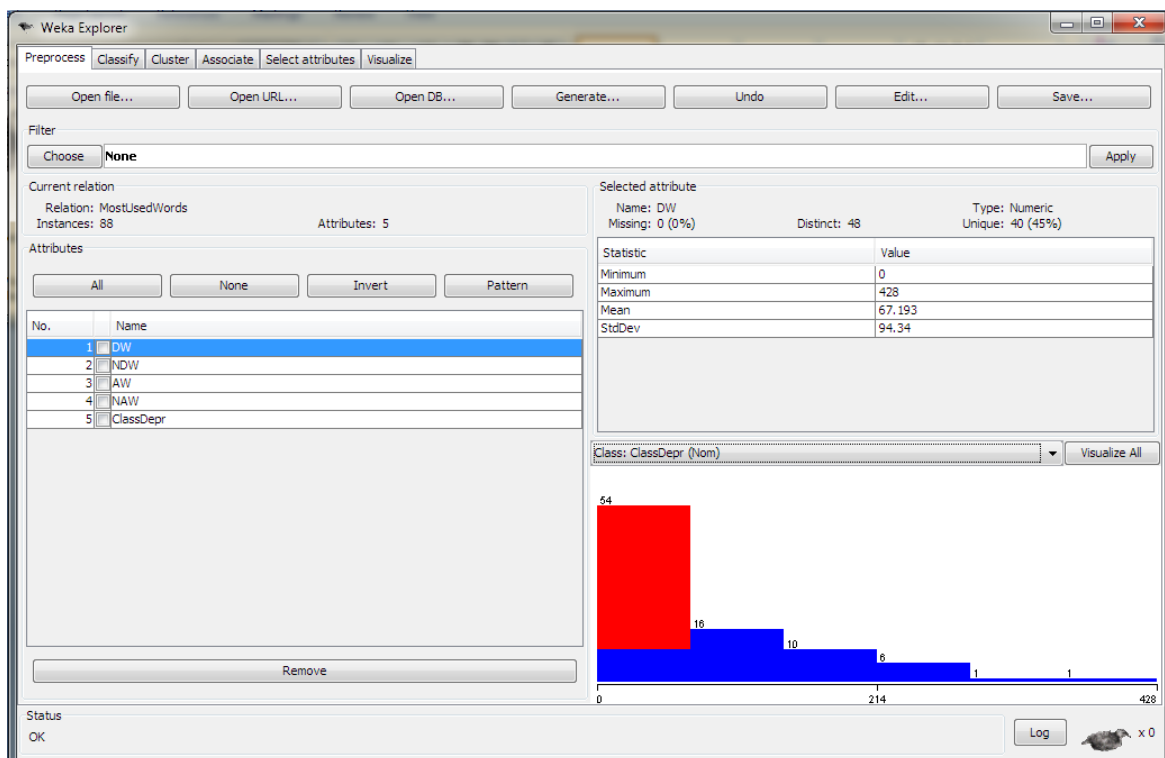 Weka Explorer
Preprocess Classify Cluster Associate Select attributes Visualize
Open file... Open URL... Open DB... Generate... Undo Edit... Save...
Filter
Choose None Apply
Current relation
Relation: MostUsedWords
Instances: 88 Attributes: 5
Attributes
All None Invert Pattern
No. Name
1 DW
2 NDW
3 AW
4 NAW
5 ClassDepr
Remove
Selected attribute
Name: DW Type: Numeric
Missing: 0 (0%) Distinct: 48 Unique: 40 (45%)
Statistic Value
Minimum 0
Maximum 428
Mean 67.193
StdDev 94.34
Class: ClassDepr (Nom) Visualize All
54
16
10
6
1 1
0 214 428
Status
OK Log x 0